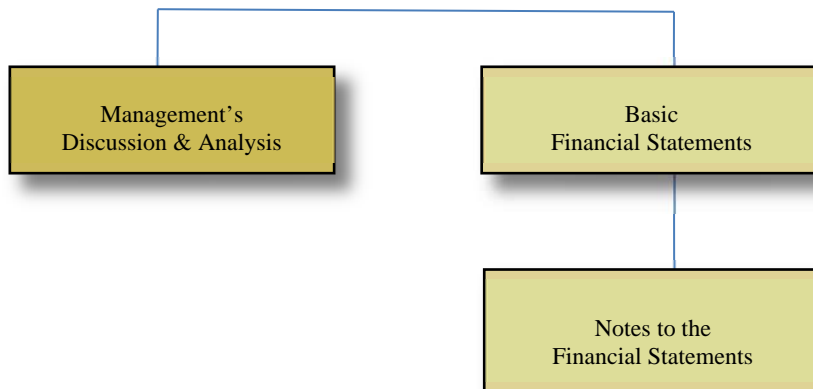 Management’s
Discussion & Analysis
Basic
Financial Statements
Notes to the
Financial Statements